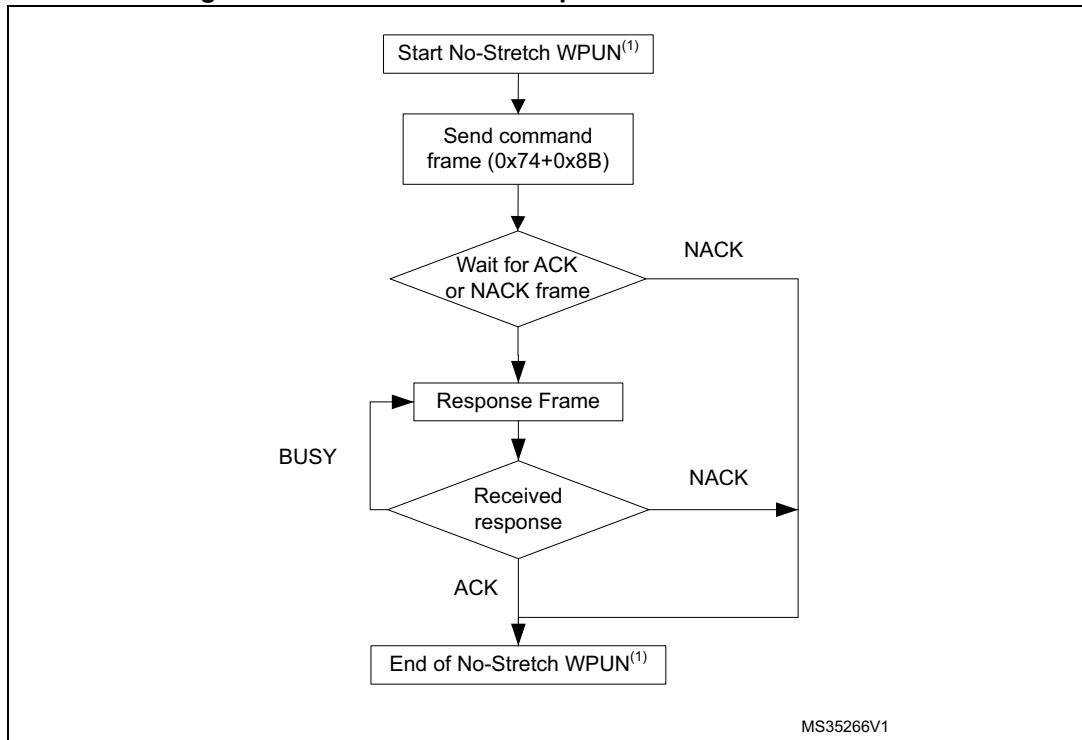 Start No-Stretch WPUN(1)
Send command
frame (0x74+0x8B)
Wait for ACK
or NACK frame
NACK
Response Frame
BUSY
Received
response
NACK
ACK
End of No-Stretch WPUN(1)
MS35266V1